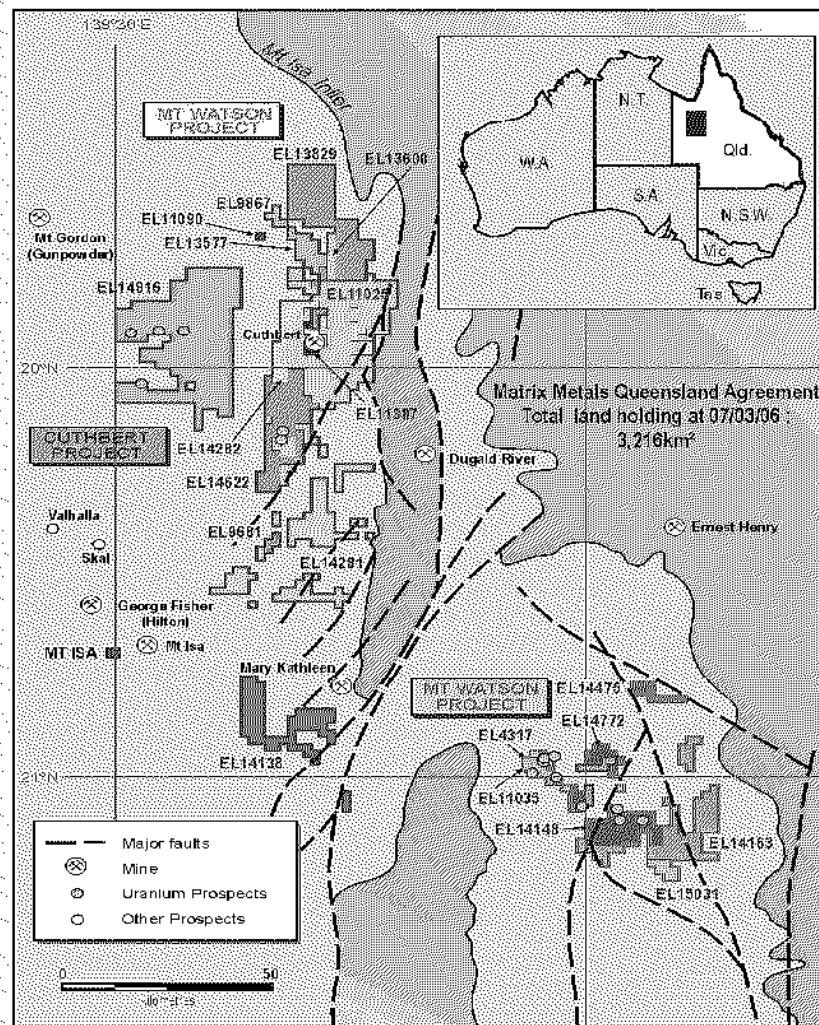 139°30 E
Mt Isa Inlier
MT WATSON
PROJECT
EL13829
EL13600
EL9867
EL11090
EL13577
Mt Gordon
(Gunpowder)
EL14916
EL11025
Cuthbert
20°N
EL11387
CUTHBERT
PROJECT
EL14282
EL14622
Dugald River
Matrix Metals Queensland Agreement
Total land holding at 07/03/06 :
3,216km²
Valhalla
Skal
EL9681
EL14281
Ernest Henry
George Fisher
(Hilton)
MT ISA
Mt Isa
Mary Kathleen
MT WATSON
PROJECT
EL14475
EL14772
EL4317
EL14138
21°N
EL11035
EL14148
EL14163
EL15031
W.A
N.T.
Qld.
S.A.
N.S.W.
Vic
Tas
Major faults
Mine
Uranium Prospects
Other Prospects
0
50
kilometres